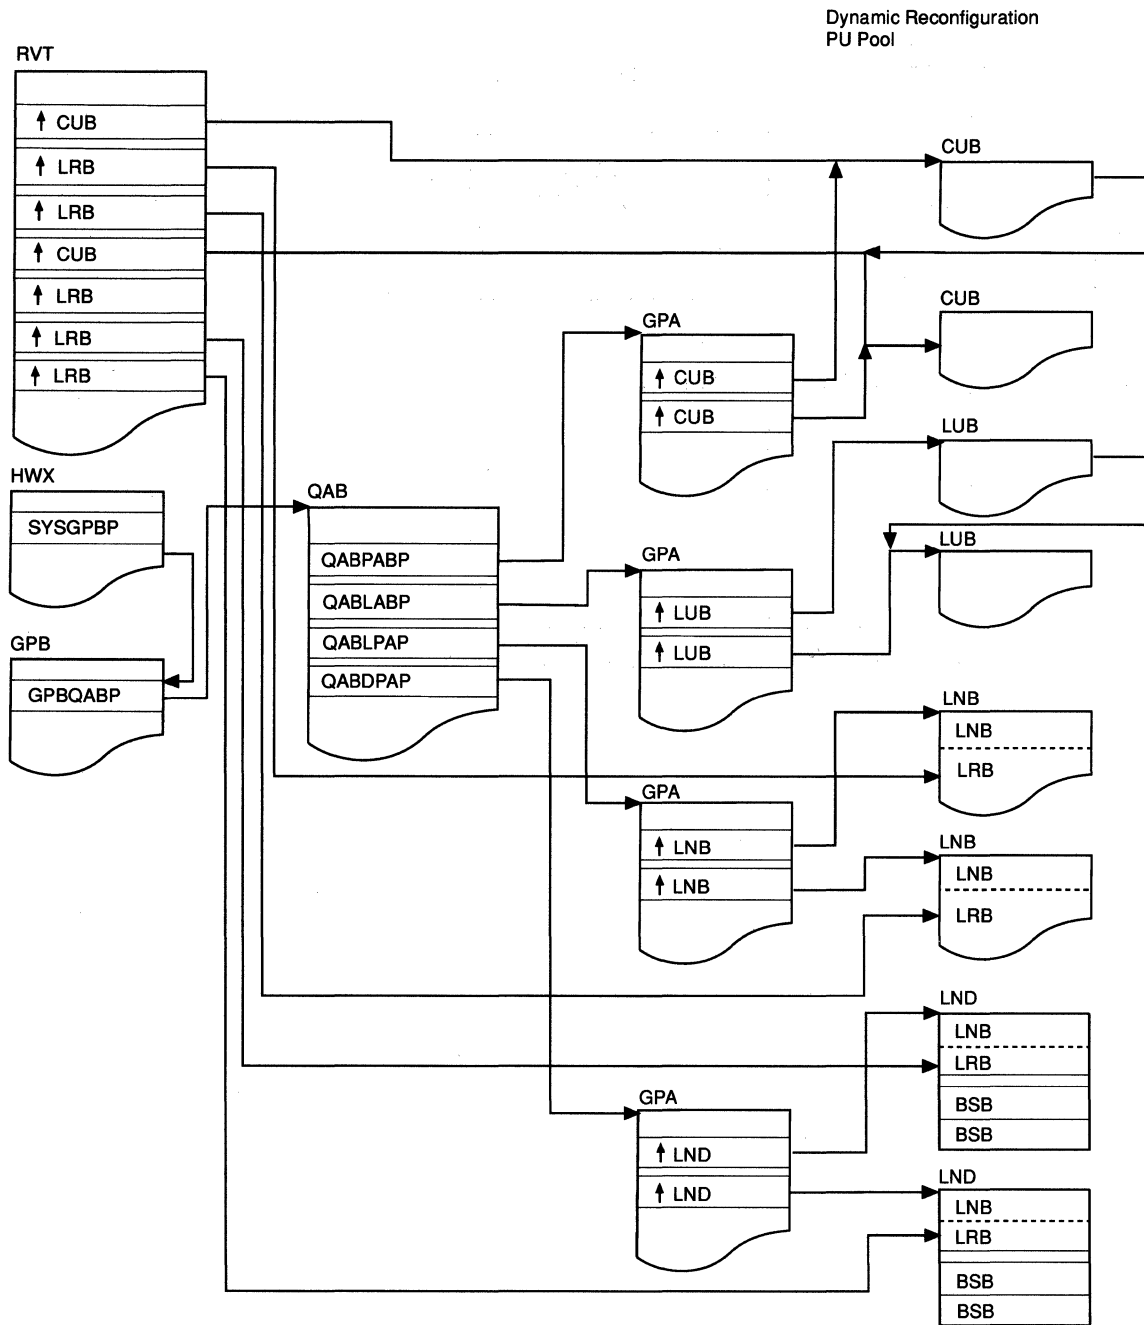 Dynamic Reconfiguration
PU Pool
RVT
↑ CUB
↑ LRB
↑ LRB
↑ CUB
↑ LRB
↑ LRB
↑ LRB
HWX
SYSGPBP
GPB
GPBQABP
QAB
QABPABP
QABLABP
QABLPAP
QABDPAP
GPA
↑ CUB
↑ CUB
GPA
↑ LUB
↑ LUB
GPA
↑ LNB
↑ LNB
GPA
↑ LND
↑ LND
CUB
CUB
LUB
LUB
LNB
LNB
LRB
LNB
LNB
LRB
LND
LNB
LRB
BSB
BSB
LND
LNB
LRB
BSB
BSB